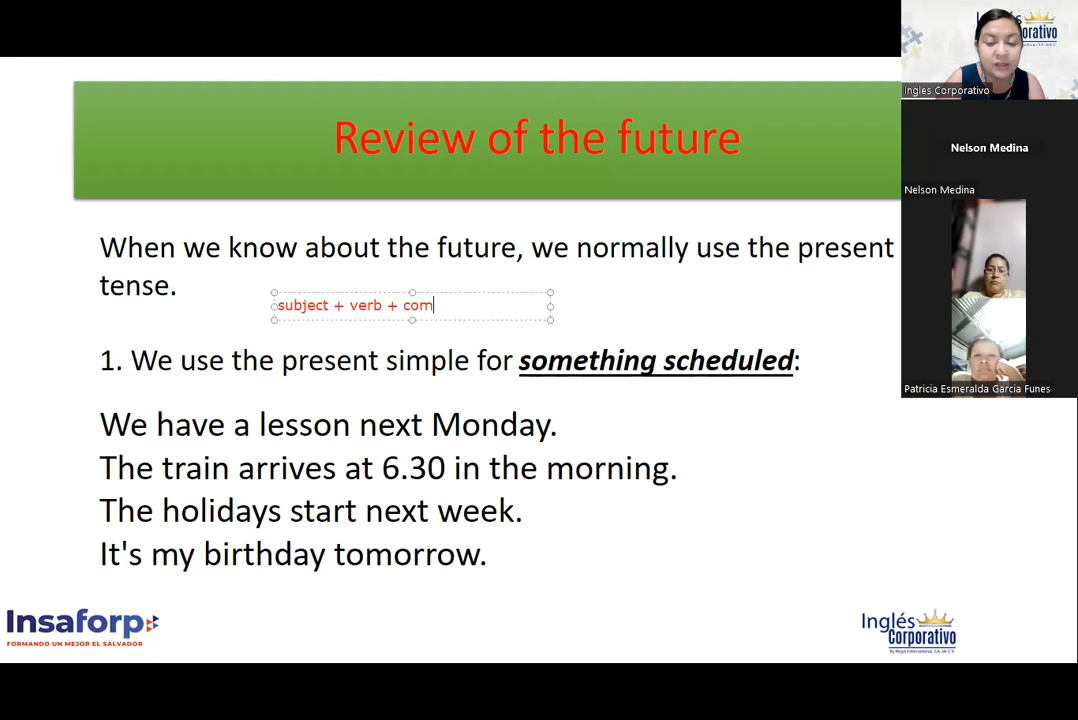 Review of the future
When we know about the future, we normally use the present
tense.
subject + verb + com
1. We use the present simple for something scheduled:
We have a lesson next Monday.
The train arrives at 6.30 in the morning.
The holidays start next week.
It's my birthday tomorrow.
Insaforp
FORMANDO UN MEJOR EL SALVADOR
Inglés
Corporativo
By Regal International, S.A. de C.V.
Inglés
orativo
Ingles Corporativo
Nelson Medina
Nelson Medina
Patricia Esmeralda Garcia Funes